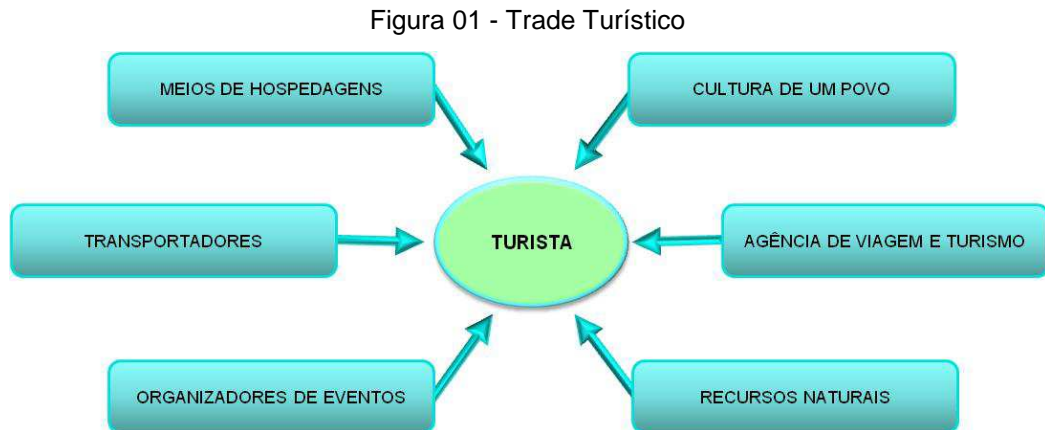 Figura 01 - Trade Turístico
MEIOS DE HOSPEDAGENS
CULTURA DE UM POVO
TRANSPORTADORES
TURISTA
AGÊNCIA DE VIAGEM E TURISMO
ORGANIZADORES DE EVENTOS
RECURSOS NATURAIS